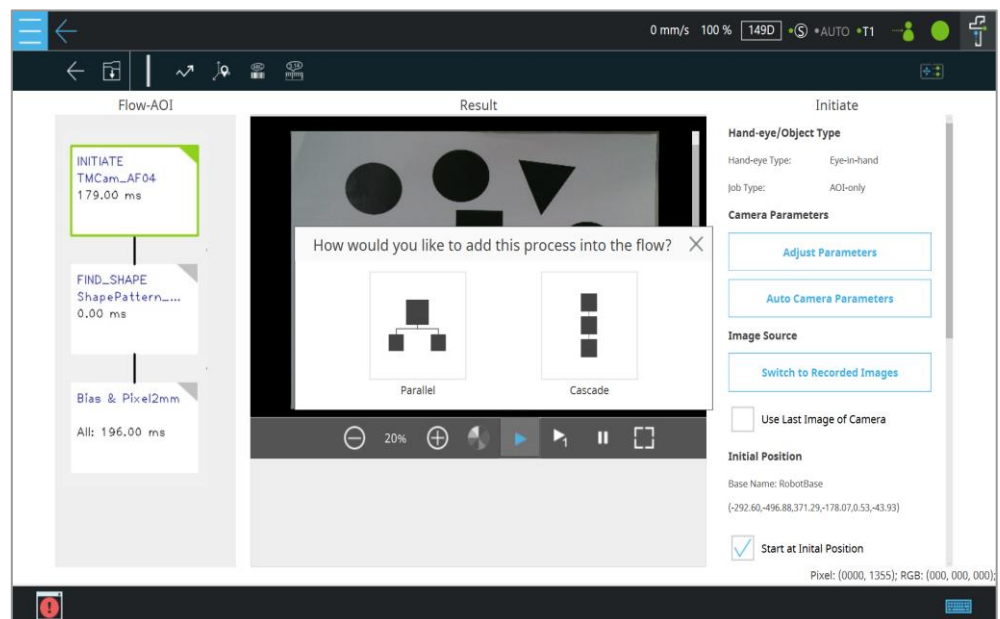 0 mm/s 100 % 149D •Ⓢ •AUTO •T1
Flow-AOI
Result
Initiate
INITIATE
TMCam_AF04
179.00 ms
FIND_SHAPE
ShapePattern_...
0.00 ms
Bias & Pixel2mm
All: 196.00 ms
How would you like to add this process into the flow?
Parallel
Cascade
20%
1
Hand-eye/Object Type
Hand-eye Type: Eye-in-hand
Job Type: AOI-only
Camera Parameters
Adjust Parameters
Auto Camera Parameters
Image Source
Switch to Recorded Images
Use Last Image of Camera
Initial Position
Base Name: RobotBase
(-292.60,-496.88,371.29,-178.07,0.53,-43.93)
Start at Inital Position
Pixel: (0000, 1355); RGB: (000, 000, 000);